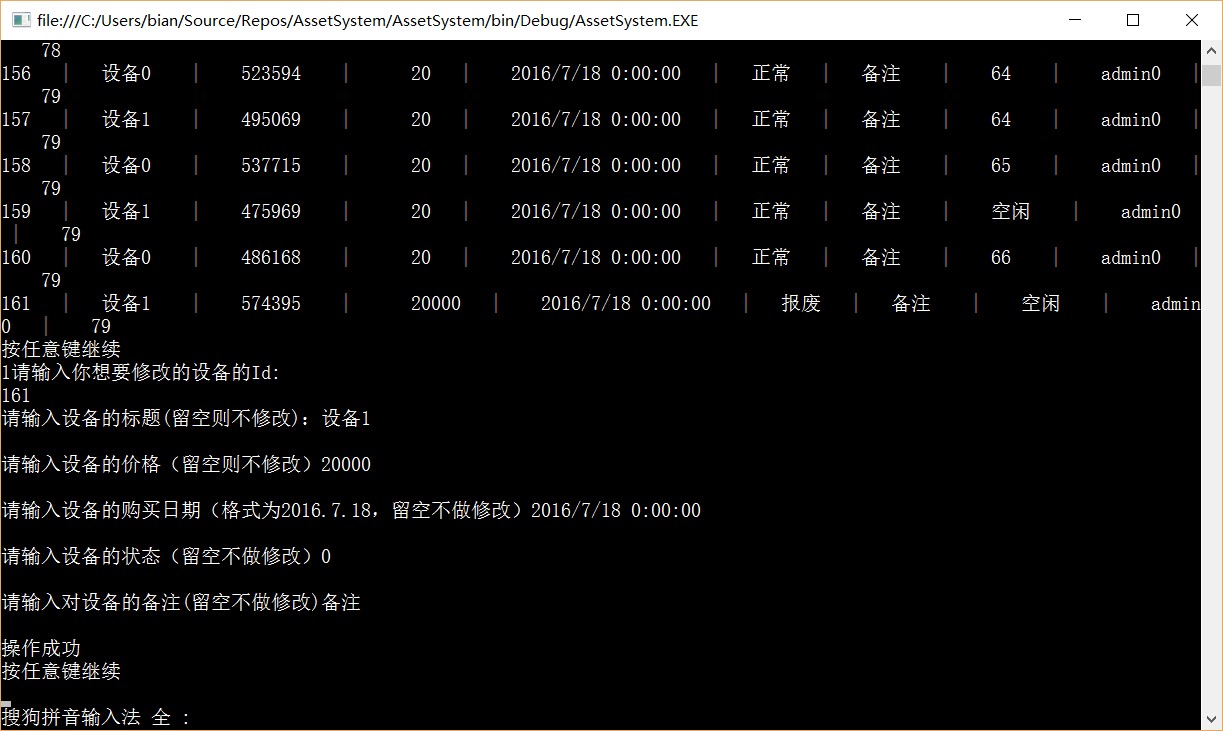 file:///C:/Users/bian/Source/Repos/AssetSystem/AssetSystem/bin/Debug/AssetSystem.EXE
78
156 | 设备0 | 523594 | 20 | 2016/7/18 0:00:00 | 正常 | 备注 | 64 | admin0 |
79
157 | 设备1 | 495069 | 20 | 2016/7/18 0:00:00 | 正常 | 备注 | 64 | admin0 |
79
158 | 设备0 | 537715 | 20 | 2016/7/18 0:00:00 | 正常 | 备注 | 65 | admin0 |
79
159 | 设备1 | 475969 | 20 | 2016/7/18 0:00:00 | 正常 | 备注 | 空闲 | admin0
| 79
160 | 设备0 | 486168 | 20 | 2016/7/18 0:00:00 | 正常 | 备注 | 66 | admin0 |
79
161 | 设备1 | 574395 | 20000 | 2016/7/18 0:00:00 | 报废 | 备注 | 空闲 | admin
0 | 79
按任意键继续
1请输入你想要修改的设备的Id:
161
请输入设备的标题(留空则不修改): 设备1
请输入设备的价格（留空则不修改）20000
请输入设备的购买日期（格式为2016.7.18，留空不做修改）2016/7/18 0:00:00
请输入设备的状态（留空不做修改）0
请输入对设备的备注(留空不做修改)备注
操作成功
按任意键继续
搜狗拼音输入法 全 :